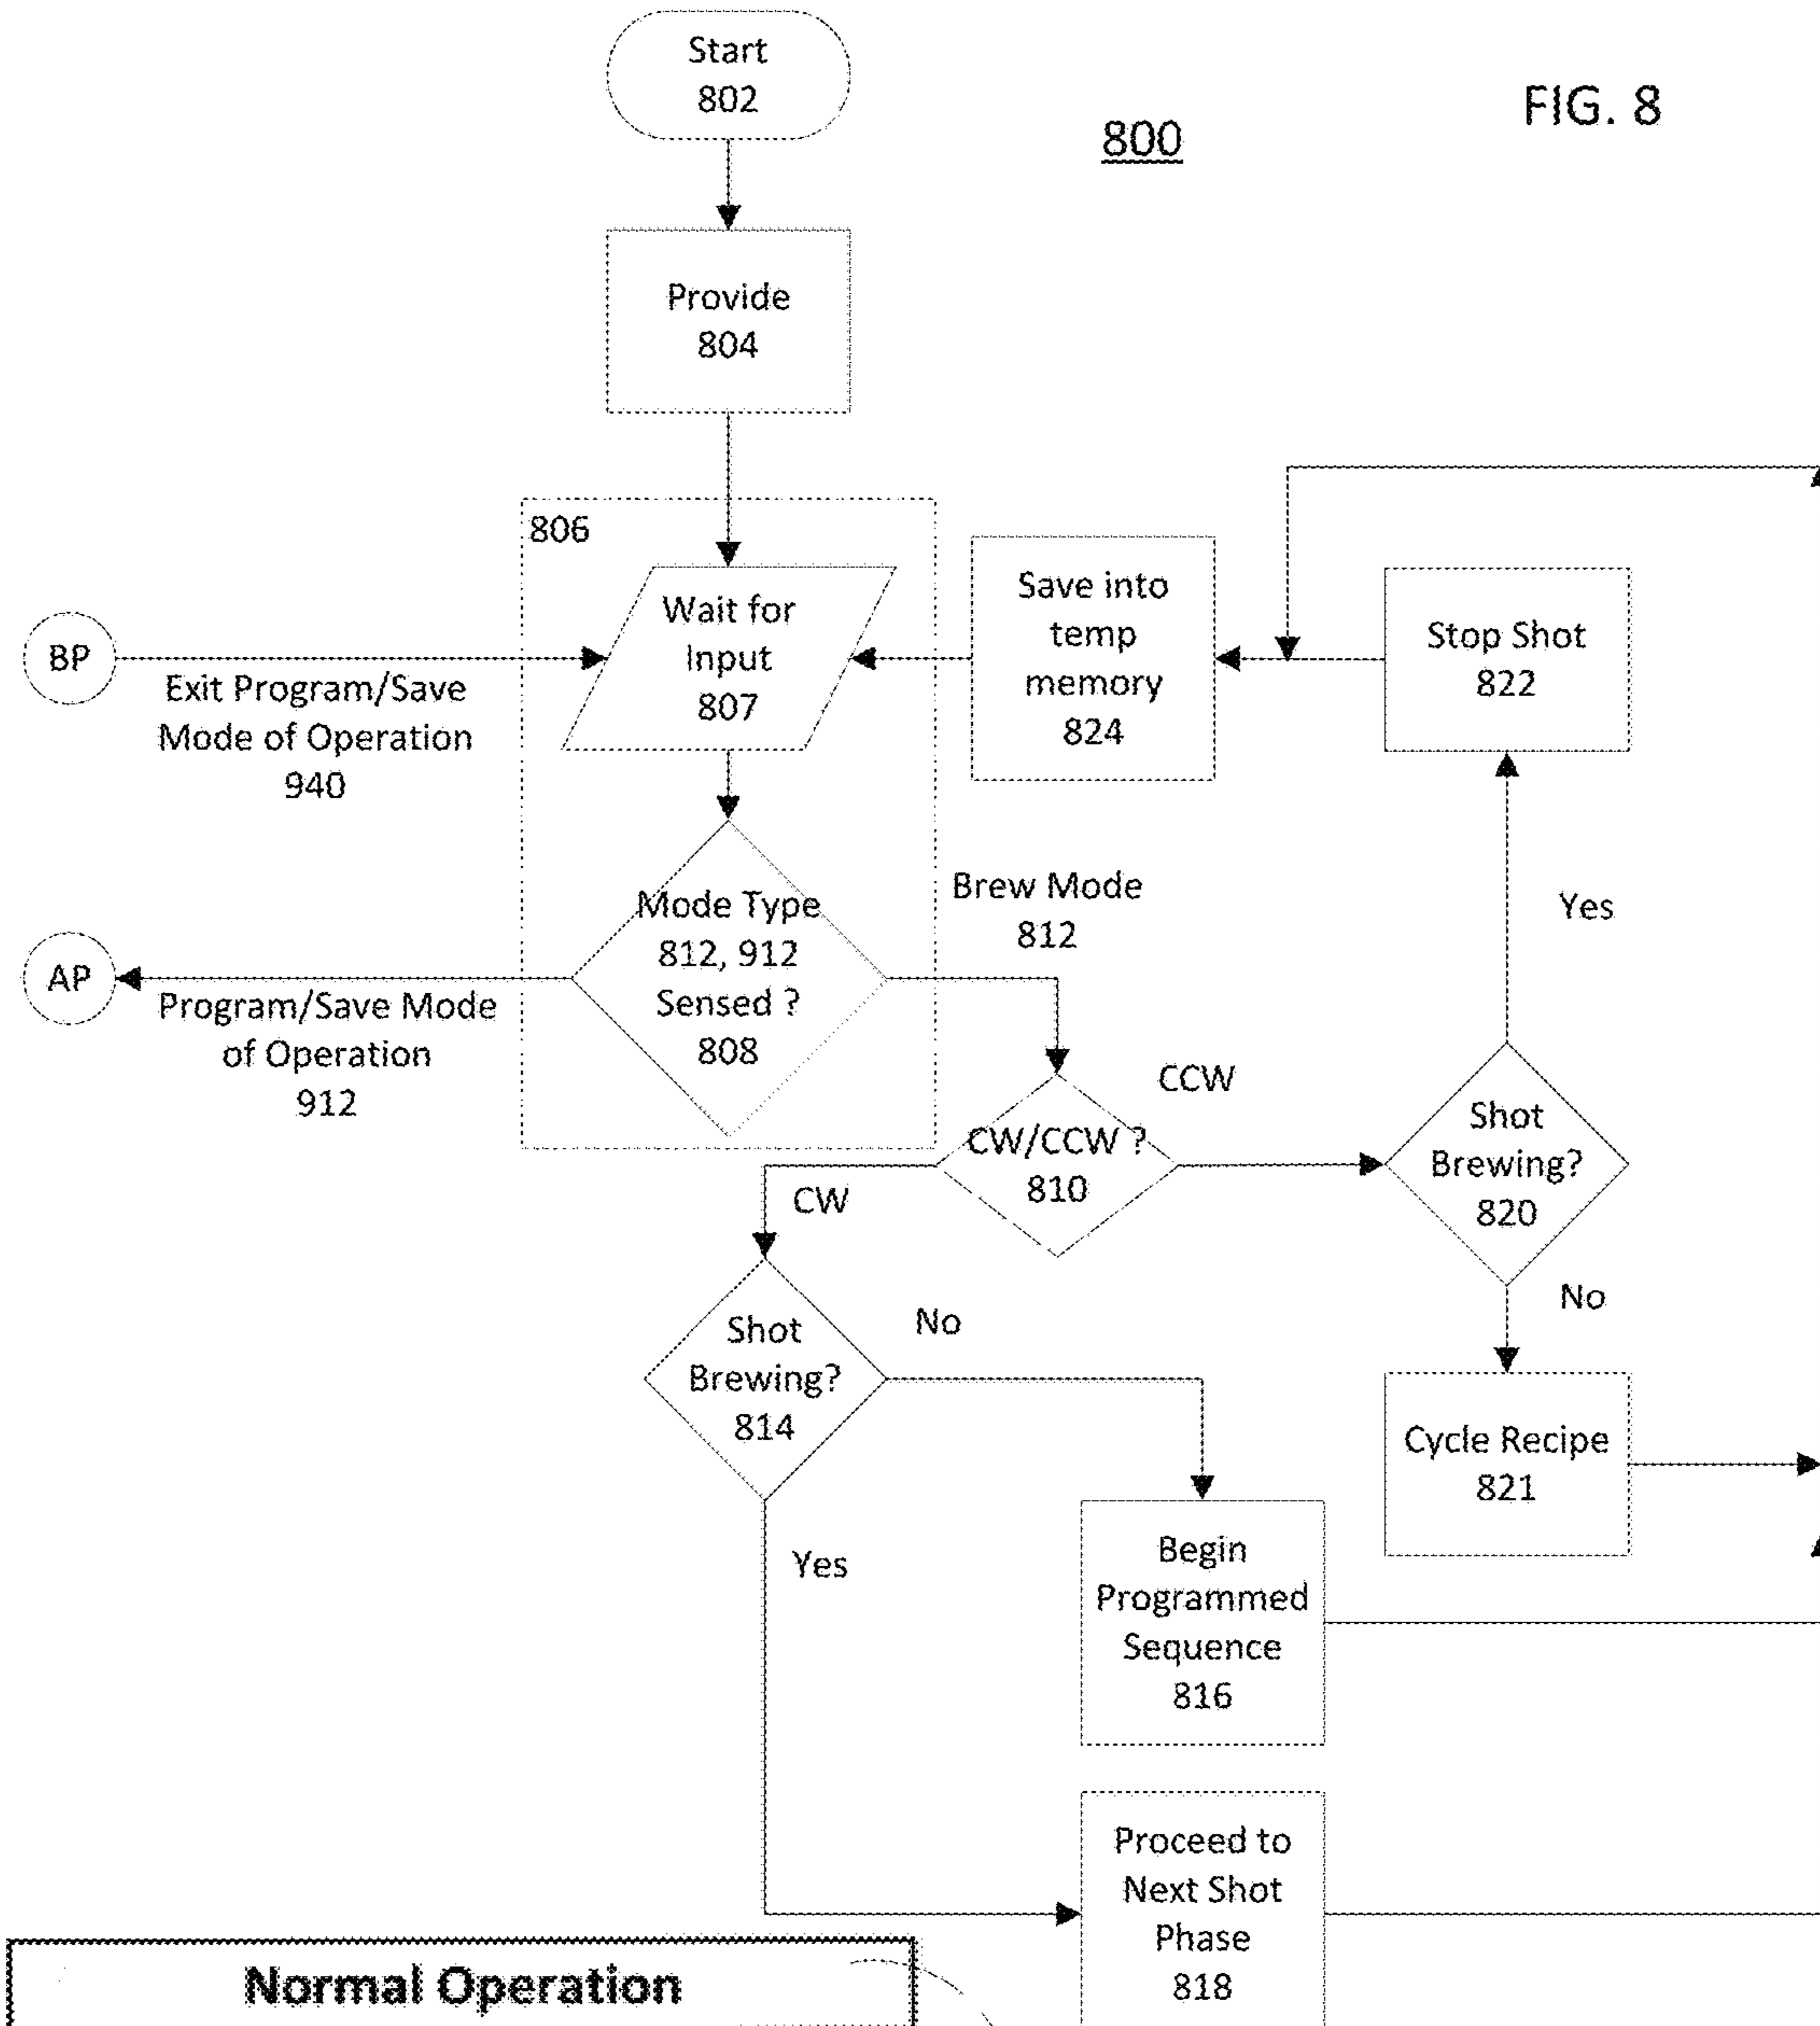 Start
802
FIG. 8
800
Provide
804
806
Wait for
Input
807
Save into
temp
memory
824
Stop Shot
822
BP
Exit Program/Save
Mode of Operation
940
Mode Type
812, 912
Sensed ?
808
Brew Mode
812
Yes
AP
Program/Save Mode
of Operation
912
CW/CCW ?
810
CCW
CW
Shot
Brewing?
820
No
Shot
Brewing?
814
No
Cycle Recipe
821
Yes
Begin
Programmed
Sequence
816
Proceed to
Next Shot
Phase
818
Normal Operation